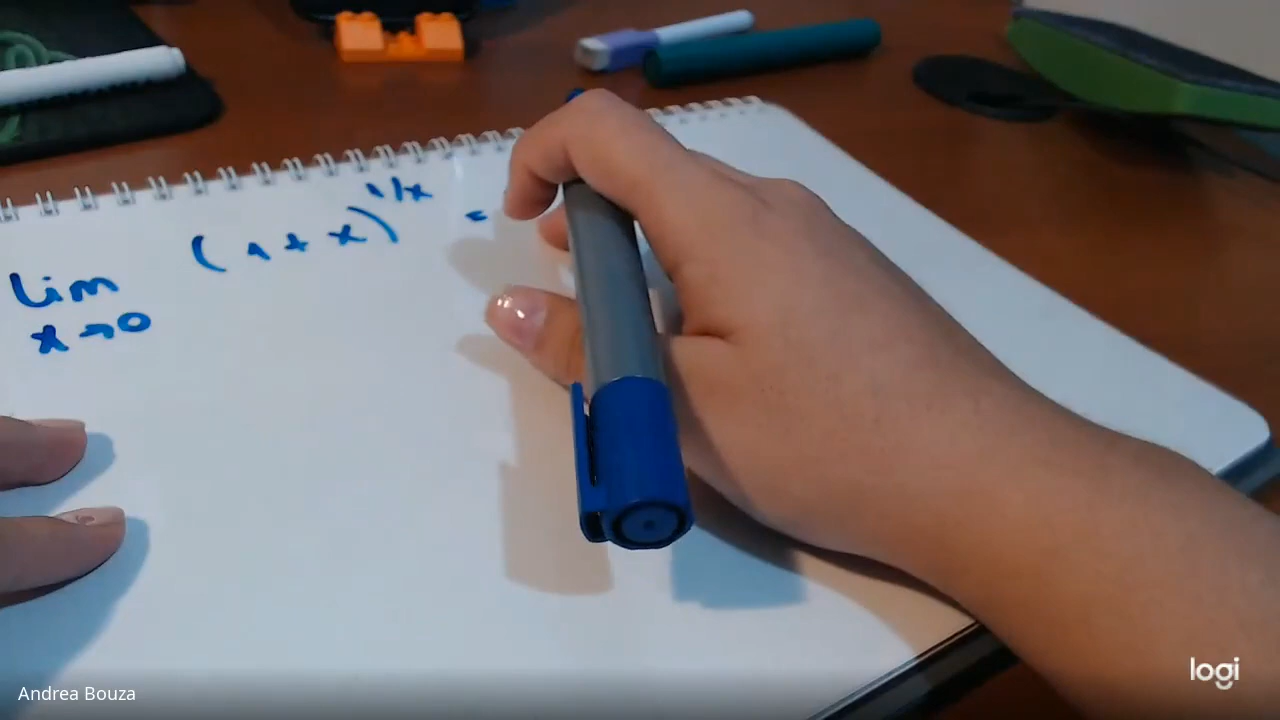 lim (1 + x)^1/x =
x→0
Andrea Bouza
logi